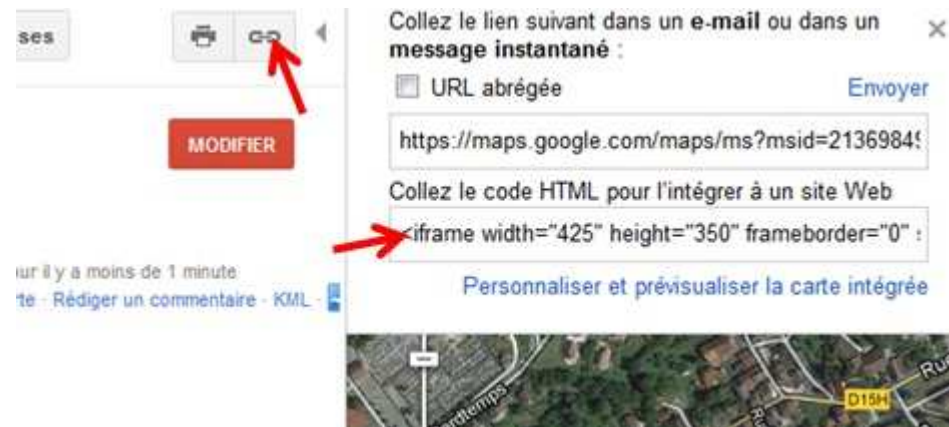 ses
MODIFIER
il y a moins de 1 minute
Rédiger un commentaire - KML -
Collez le lien suivant dans un e-mail ou dans un
message instantané :
URL abrégée
Envoyer
https://maps.google.com/maps/ms?msid=2136984
Collez le code HTML pour l'intégrer à un site Web
<iframe width="425" height="350" frameborder="0"
Personnaliser et prévisualiser la carte intégrée
D15H